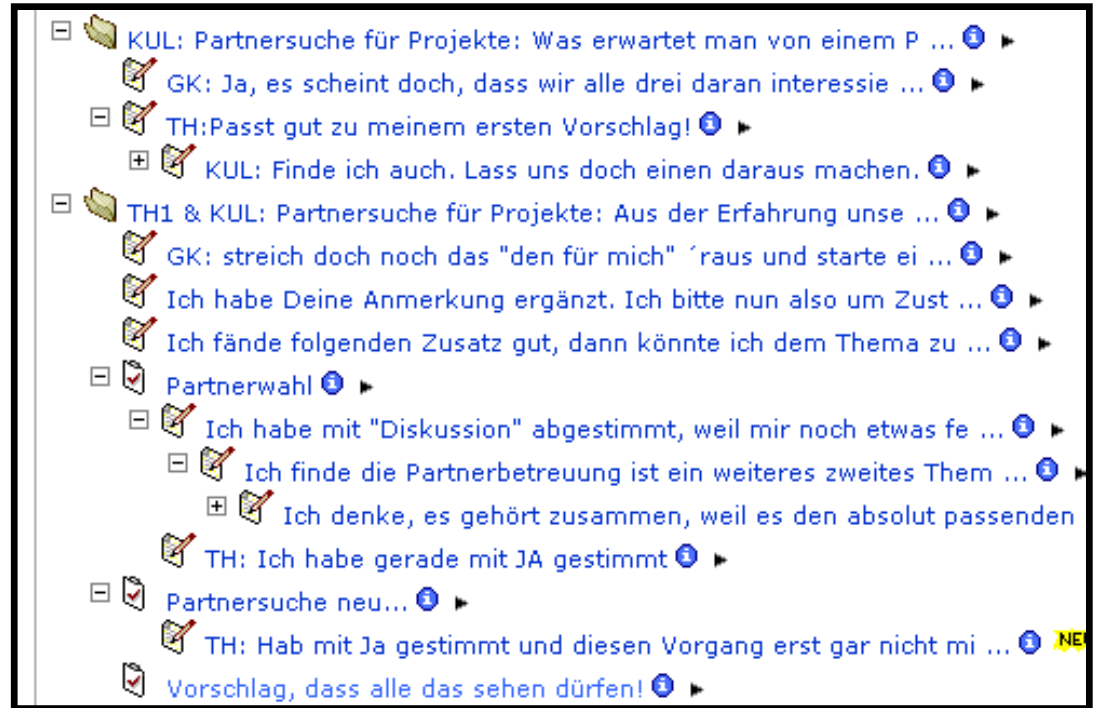 KUL: Partnersuche für Projekte: Was erwartet man von einem P ...
GK: Ja, es scheint doch, dass wir alle drei daran interessie ...
TH:Passt gut zu meinem ersten Vorschlag!
KUL: Finde ich auch. Lass uns doch einen daraus machen.
TH1 & KUL: Partnersuche für Projekte: Aus der Erfahrung unse ...
GK: streich doch noch das "den für mich" ´raus und starte ei ...
Ich habe Deine Anmerkung ergänzt. Ich bitte nun also um Zust ...
Ich fände folgenden Zusatz gut, dann könnte ich dem Thema zu ...
Partnerwahl
Ich habe mit "Diskussion" abgestimmt, weil mir noch etwas fe ...
Ich finde die Partnerbetreuung ist ein weiteres zweites Them ...
Ich denke, es gehört zusammen, weil es den absolut passenden
TH: Ich habe gerade mit JA gestimmt
Partnersuche neu...
TH: Hab mit Ja gestimmt und diesen Vorgang erst gar nicht mi ... NEU
Vorschlag, dass alle das sehen dürfen!